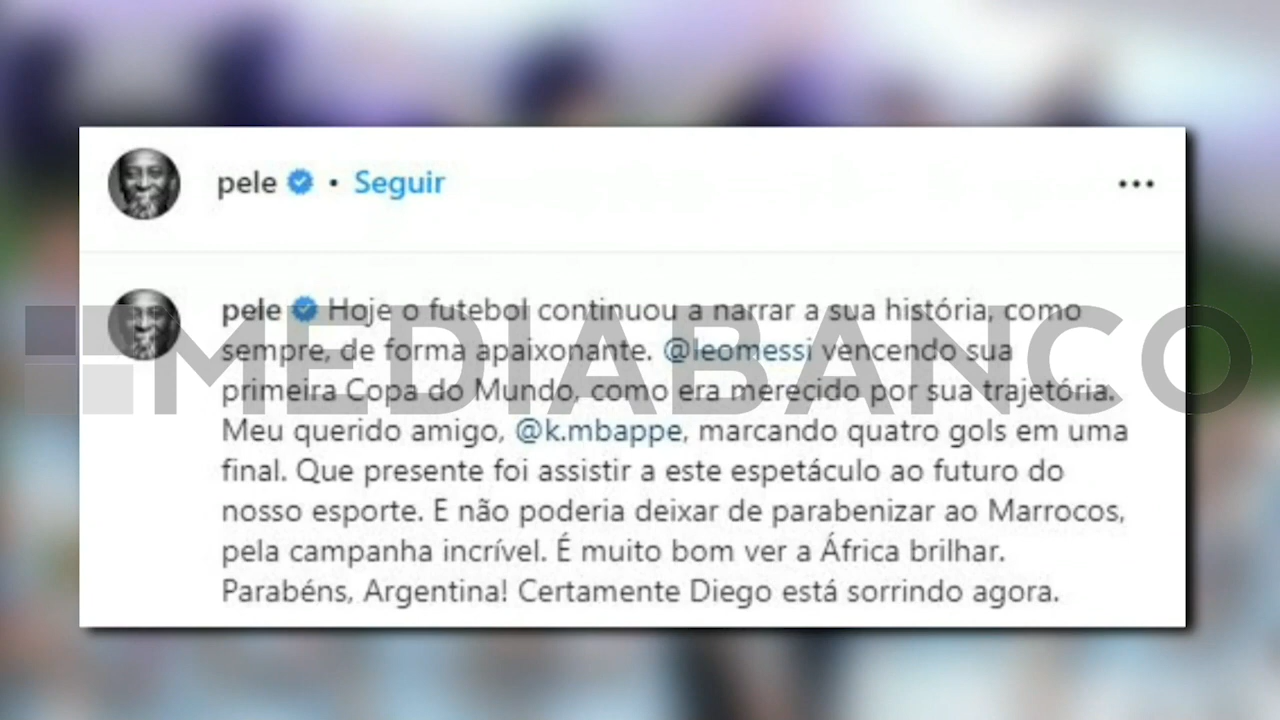 pele • Seguir
pele Hoje o futebol continuou a narrar a sua história, como
sempre, de forma apaixonante. @leomessi vencendo sua
primeira Copa do Mundo, como era merecido por sua trajetória.
Meu querido amigo, @k.mbappe, marcando quatro gols em uma
final. Que presente foi assistir a este espetáculo ao futuro do
nosso esporte. E não poderia deixar de parabenizar ao Marrocos,
pela campanha incrível. É muito bom ver a África brilhar.
Parabéns, Argentina! Certamente Diego está sorrindo agora.
MEDIABANCO